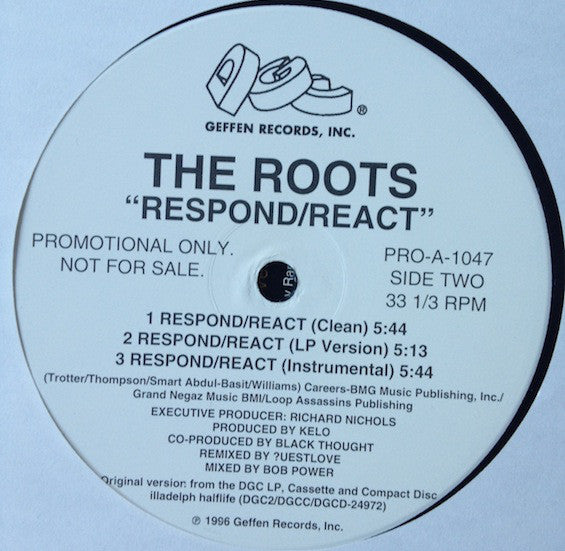 DGC
®
GEFFEN RECORDS, INC.
THE ROOTS
“RESPOND/REACT”
PROMOTIONAL ONLY.
NOT FOR SALE.
PRO-A-1047
SIDE TWO
33 1/3 RPM
1 RESPOND/REACT (Clean) 5:44
2 RESPOND/REACT (LP Version) 5:13
3 RESPOND/REACT (Instrumental) 5:44
(Trotter/Thompson/Smart Abdul-Basit/Williams) Careers-BMG Music Publishing, Inc./
Grand Negaz Music BMI/Loop Assassins Publishing
EXECUTIVE PRODUCER: RICHARD NICHOLS
PRODUCED BY KELO
CO-PRODUCED BY BLACK THOUGHT
REMIXED BY ?UESTLOVE
MIXED BY BOB POWER
Original version from the DGC LP, Cassette and Compact Disc
illadelph halflife (DGC2/DGCC/DGCD-24972)
℗ 1996 Geffen Records, Inc.